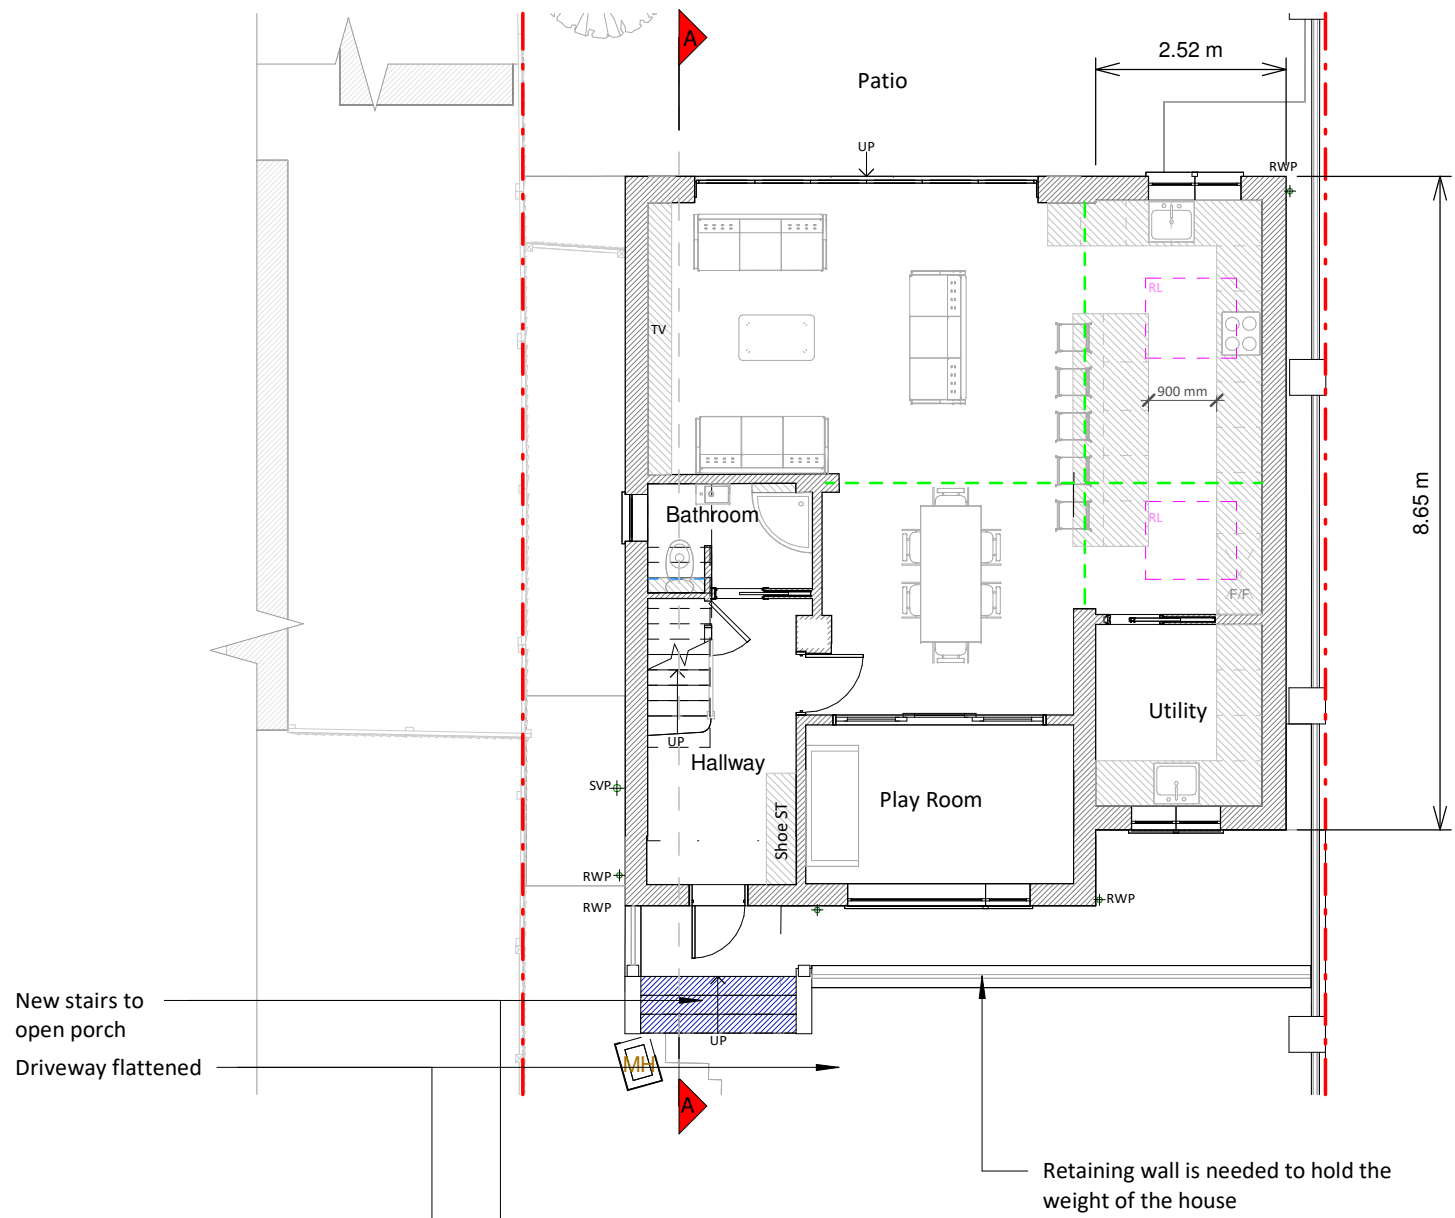 A
2.52 m
Patio
UP
RWP
RL
TV
900 mm
8.65 m
Bathroom
RL
F/F
Utility
UP
Hallway
SVP
Play Room
Shoe ST
RWP
RWP
RWP
New stairs to
open porch
UP
Driveway flattened
MH
A
Retaining wall is needed to hold the
weight of the house